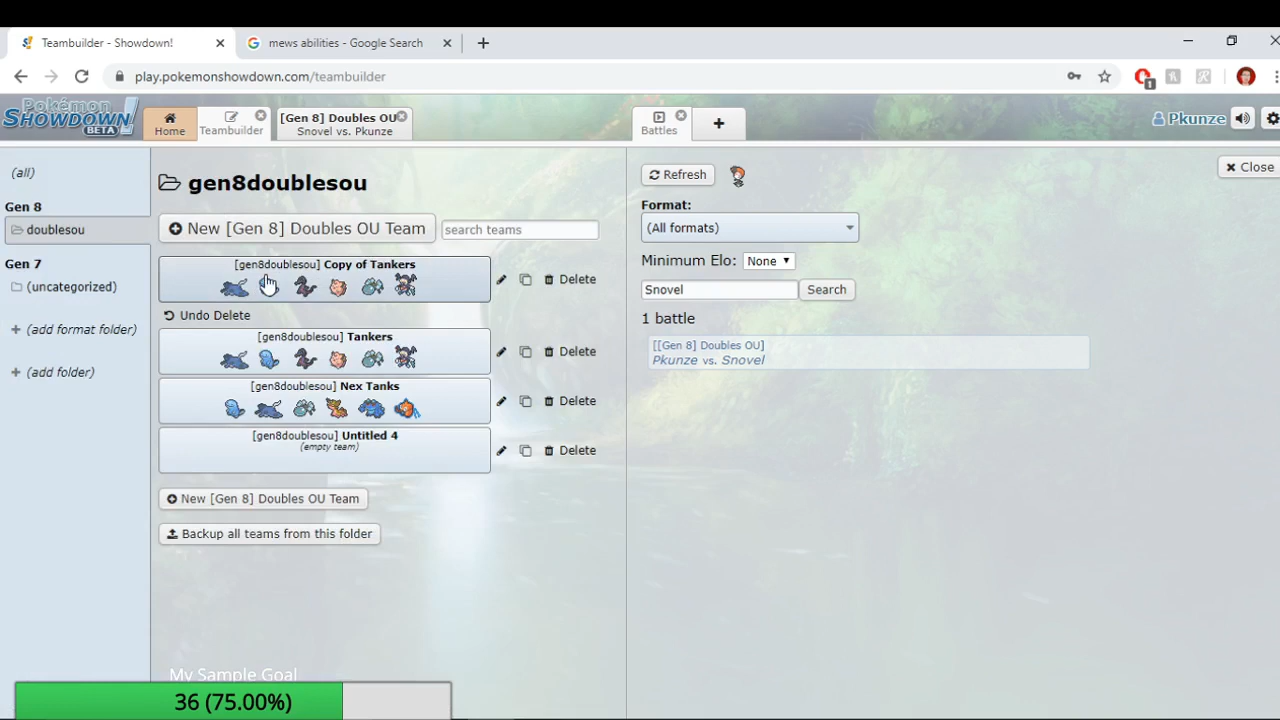 Teambuilder - Showdown!
mews abilities - Google Search
play.pokemonshowdown.com/teambuilder
1
Pokémon
Showdown!
BETA
Home
Teambuilder
[Gen 8] Doubles OU
Snovel vs. Pkunze
Battles
Pkunze
(all)
Gen 8
doublesou
Gen 7
(uncategorized)
(add format folder)
(add folder)
gen8doublesou
New [Gen 8] Doubles OU Team
search teams
[gen8doublesou] Copy of Tankers
Delete
Undo Delete
[gen8doublesou] Tankers
Delete
[gen8doublesou] Nex Tanks
Delete
[gen8doublesou] Untitled 4
(empty team)
Delete
New [Gen 8] Doubles OU Team
Backup all teams from this folder
Refresh
Close
Format:
(All formats)
Minimum Elo: None
Snovel
Search
1 battle
[[Gen 8] Doubles OU]
Pkunze vs. Snovel
My Sample Goal
36 (75.00%)